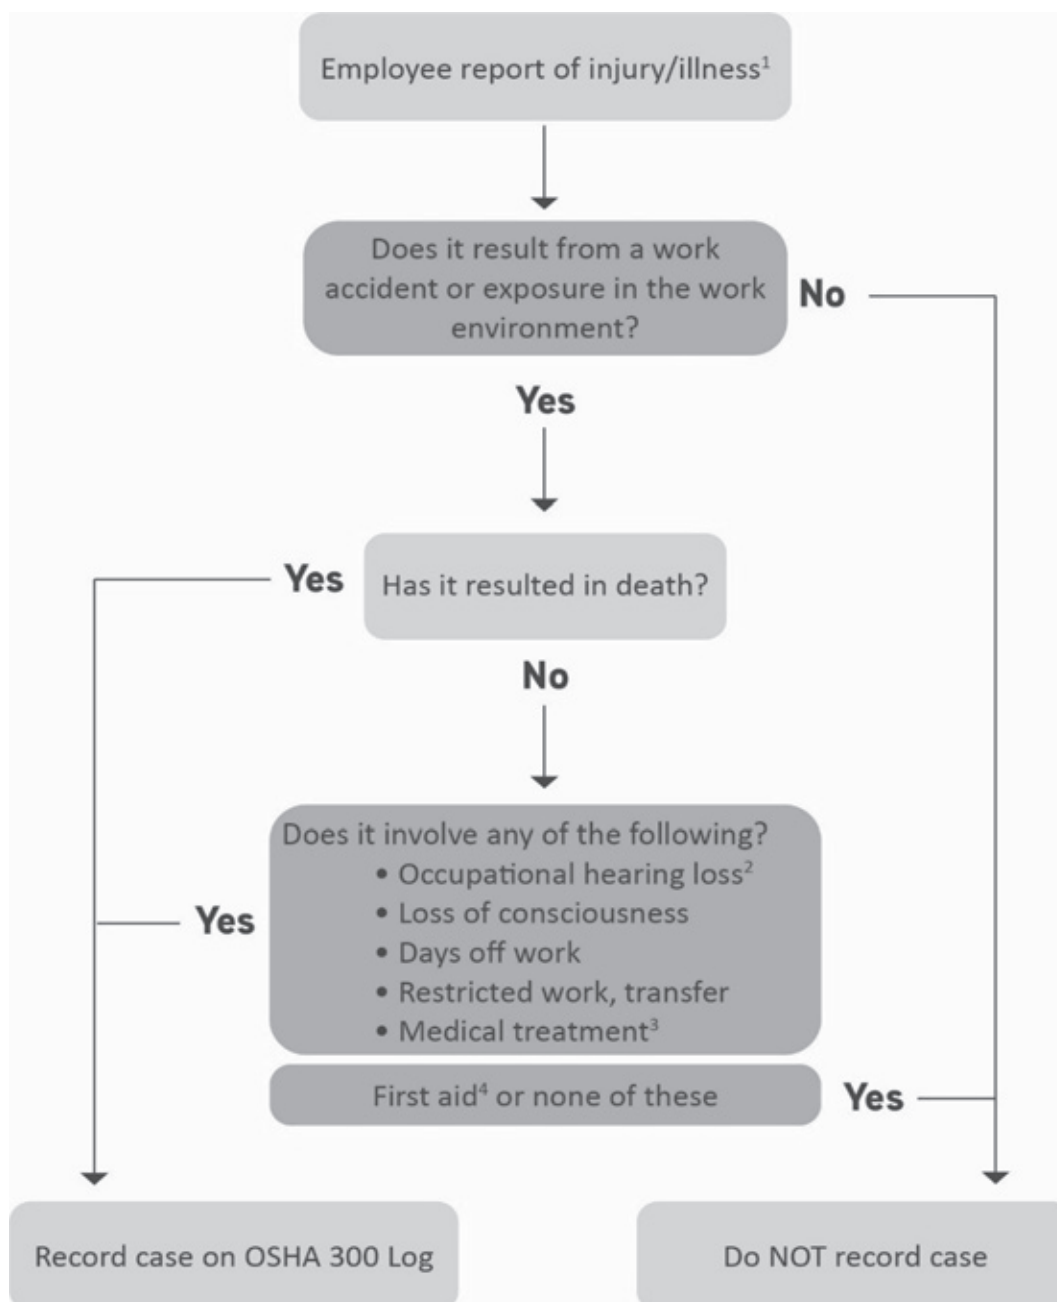 Employee report of injury/illness¹
Does it result from a work
accident or exposure in the work
environment?
No
Yes
Yes
Has it resulted in death?
No
Does it involve any of the following?
• Occupational hearing loss²
• Loss of consciousness
• Days off work
• Restricted work, transfer
• Medical treatment³
Yes
First aid⁴ or none of these
Yes
Record case on OSHA 300 Log
Do NOT record case